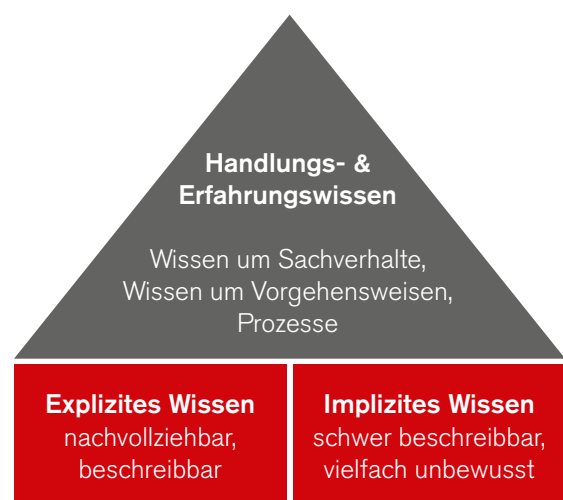 Handlungs- &
Erfahrungswissen
Wissen um Sachverhalte,
Wissen um Vorgehensweisen,
Prozesse
Explizites Wissen
nachvollziehbar,
beschreibbar
Implizites Wissen
schwer beschreibbar,
vielfach unbewusst